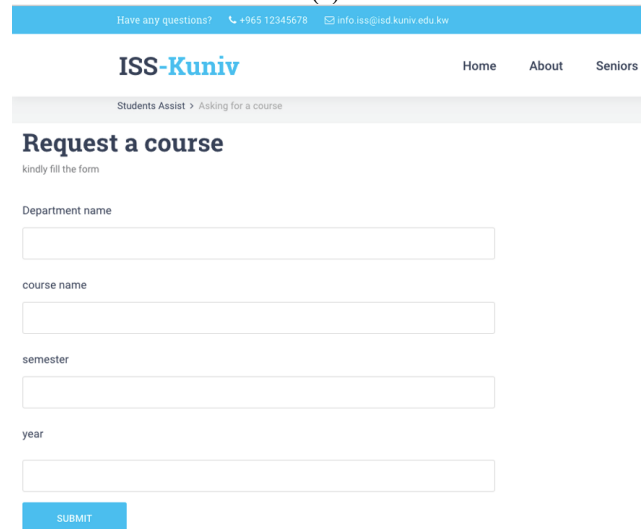 Have any questions? +965 12345678 info.iss@isd.kuniv.edu.kw
ISS-Kuniv Home About Seniors
Students Assist > Asking for a course
Request a course
kindly fill the form
Department name
course name
semester
year
SUBMIT